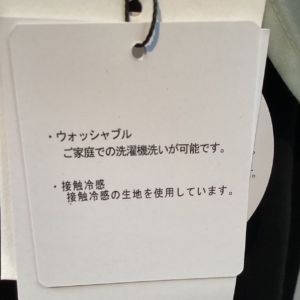 ・ウォッシャブル
ご家庭での洗濯機洗いが可能です。
・接触冷感
接触冷感の生地を使用しています。